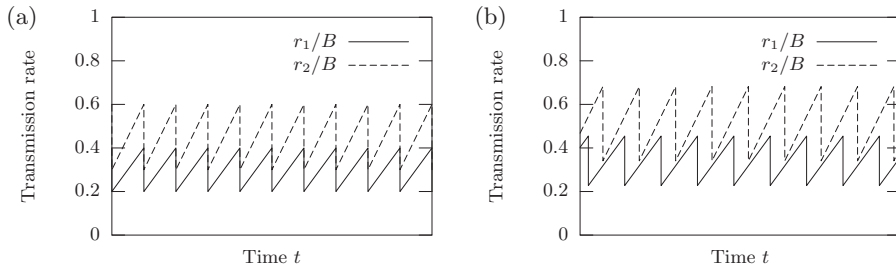 (a)
Transmission rate
1
0.8
0.6
0.4
0.2
0
r1/B
r2/B
Time t
(b)
Transmission rate
1
0.8
0.6
0.4
0.2
0
r1/B
r2/B
Time t